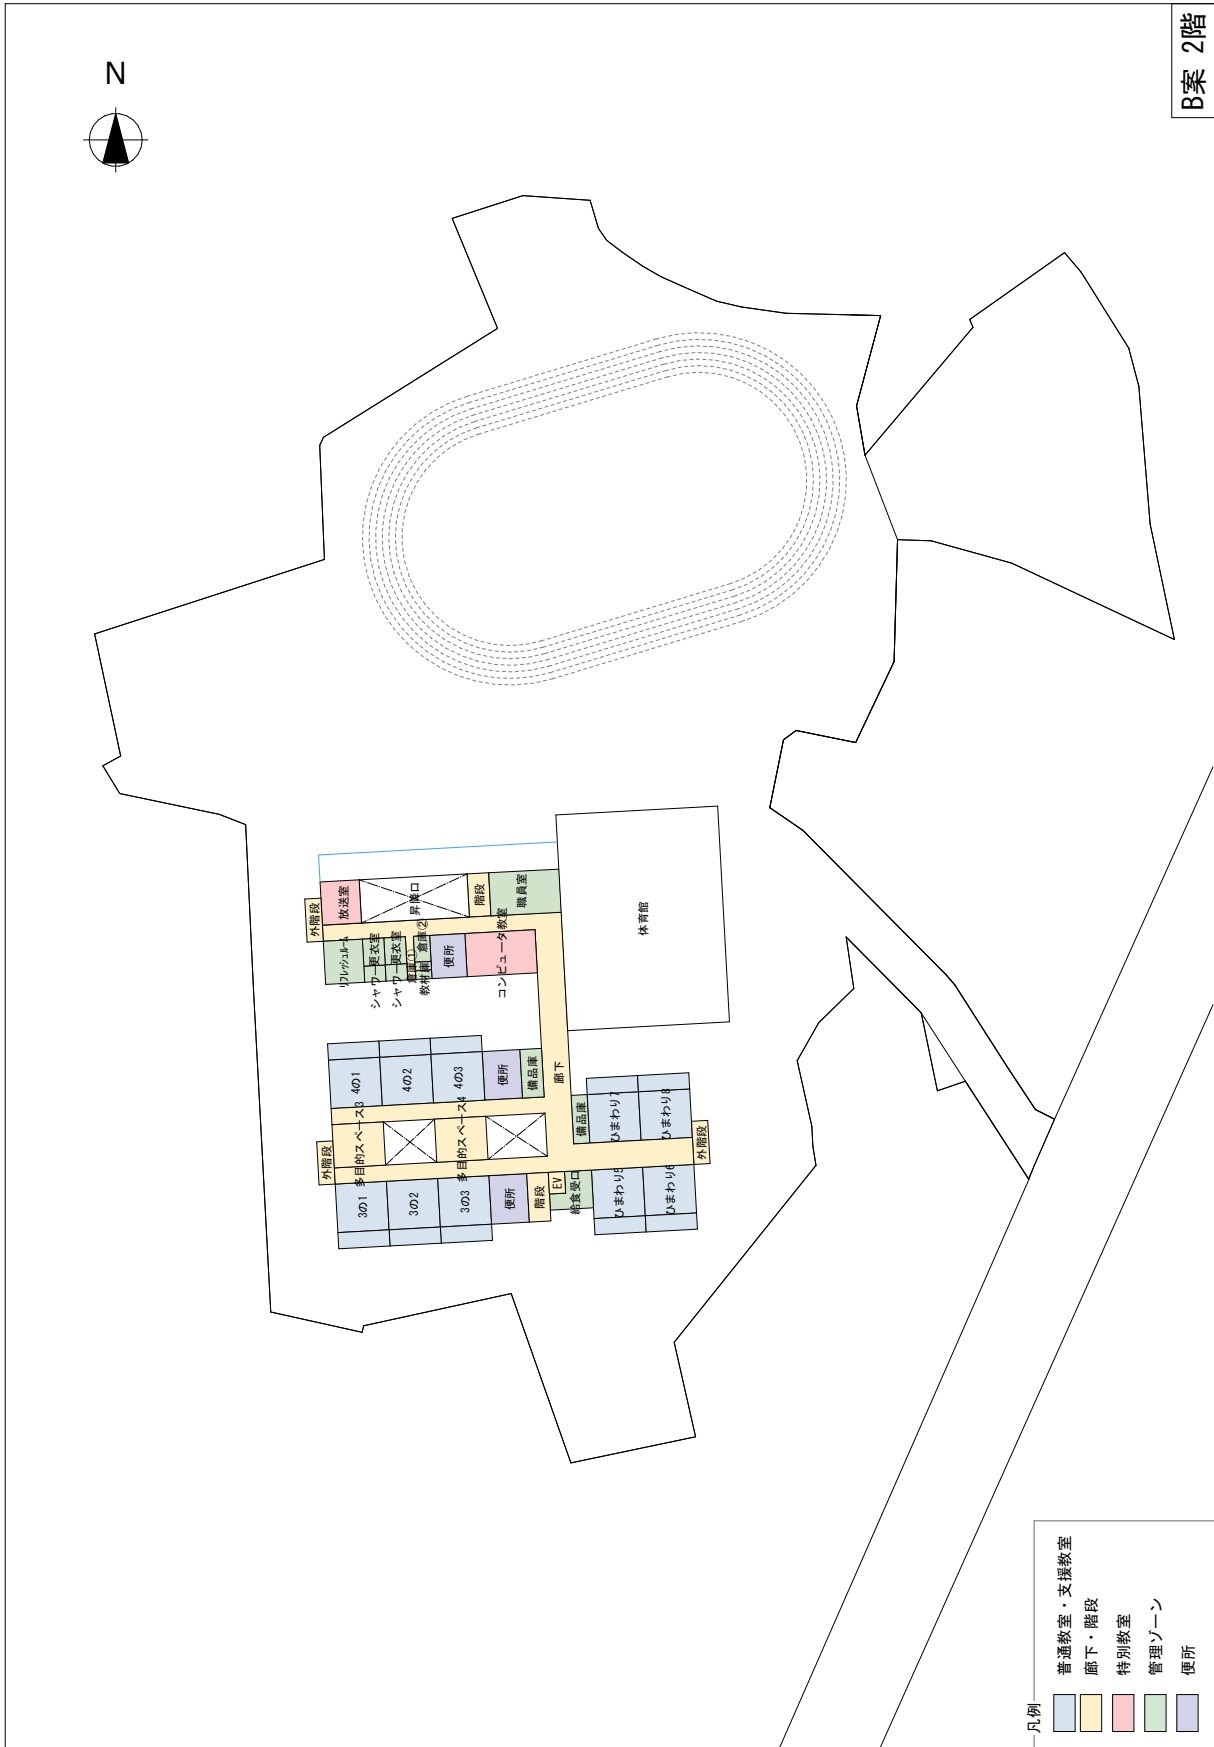 B案 2階
N
外階段
放送室
昇降口
階段
職員室
リフレッシュルーム
シャワー更衣室
シャワー更衣室
倉庫(1)
倉庫(2)
教材庫
便所
コンピュータ教室
体育館
4の1
4の2
4の3
便所
備品庫
廊下
外階段
多目的スペース3
多目的スペース4
備品庫
ひまわり7
ひまわり8
外階段
3の1
3の2
3の3
便所
階段
EV
給食受口
ひまわり5
ひまわり6
凡例
普通教室・支援教室
廊下・階段
特別教室
管理ゾーン
便所